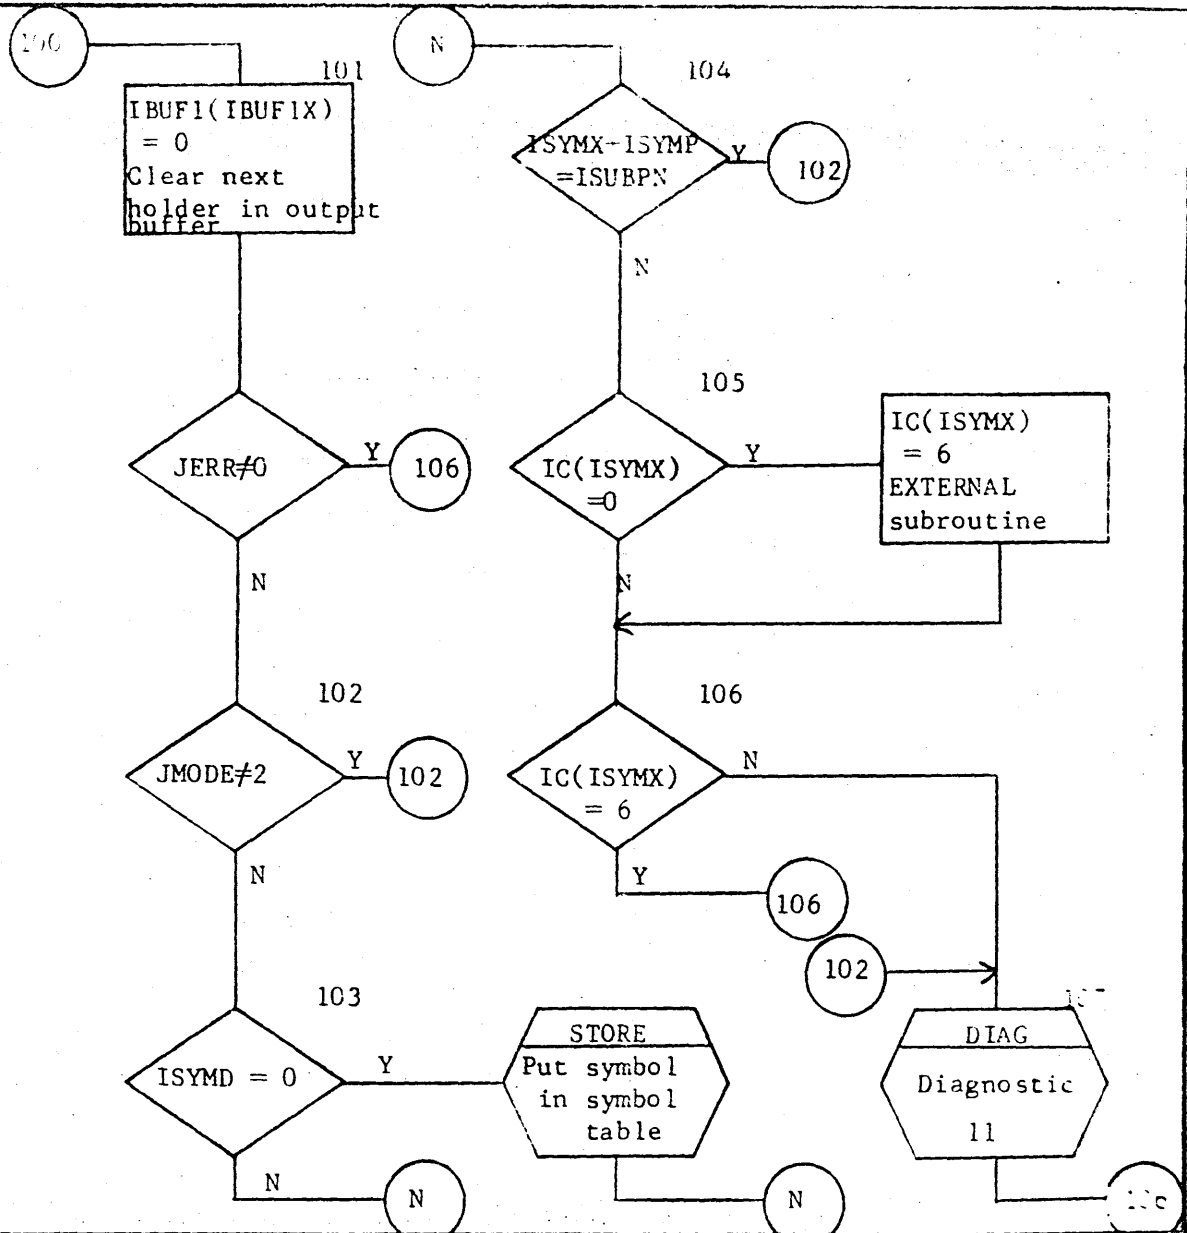 100
101
IBUF1(IBUF1X)
= 0
Clear next
holder in output
buffer
JERR≠0
Y
106
N
102
JMODE≠2
Y
102
N
103
ISYMD = 0
Y
N
N
STORE
Put symbol
in symbol
table
N
N
104
ISYMX-ISYMP
=ISUBPN
Y
102
N
105
IC(ISYMX)
=0
Y
IC(ISYMX)
= 6
EXTERNAL
subroutine
N
106
IC(ISYMX)
= 6
N
Y
106
102
DIAG
Diagnostic
11